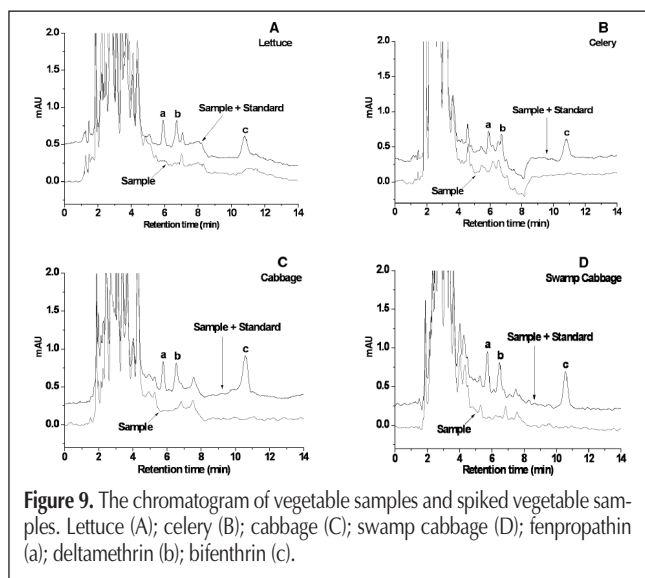 A
Lettuce
2.0
1.5
1.0
0.5
0.0
mAU
a
b
c
Sample + Standard
Sample
0 2 4 6 8 10 12 14
Retention time (min)
B
Celery
2.0
1.5
1.0
0.5
0.0
mAU
a
b
c
Sample + Standard
Sample
0 2 4 6 8 10 12 14
Retention time (min)
C
Cabbage
2.0
1.5
1.0
0.5
0.0
mAU
a
b
c
Sample + Standard
Sample
0 2 4 6 8 10 12 14
Retention time (min)
D
Swamp Cabbage
2.0
1.5
1.0
0.5
0.0
mAU
a
b
c
Sample + Standard
Sample
0 2 4 6 8 10 12 14
Retention time (min)
Figure 9. The chromatogram of vegetable samples and spiked vegetable sam-
ples. Lettuce (A); celery (B); cabbage (C); swamp cabbage (D); fenpropathin
(a); deltamethrin (b); bifenthrin (c).